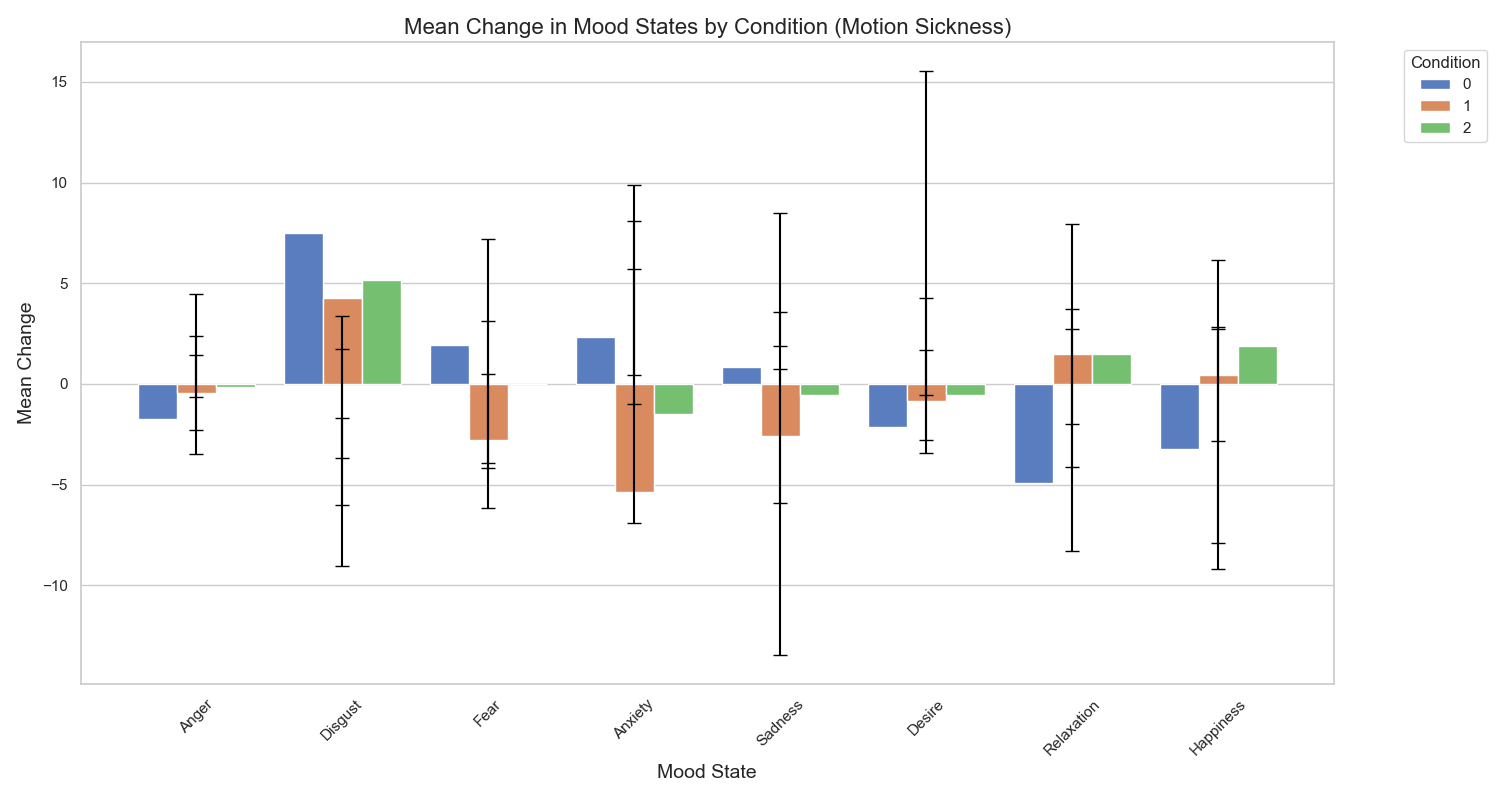 Mean Change in Mood States by Condition (Motion Sickness)
Condition
0
1
2
Mean Change
15
10
5
0
−5
−10
Anger
Disgust
Fear
Anxiety
Sadness
Desire
Relaxation
Happiness
Mood State